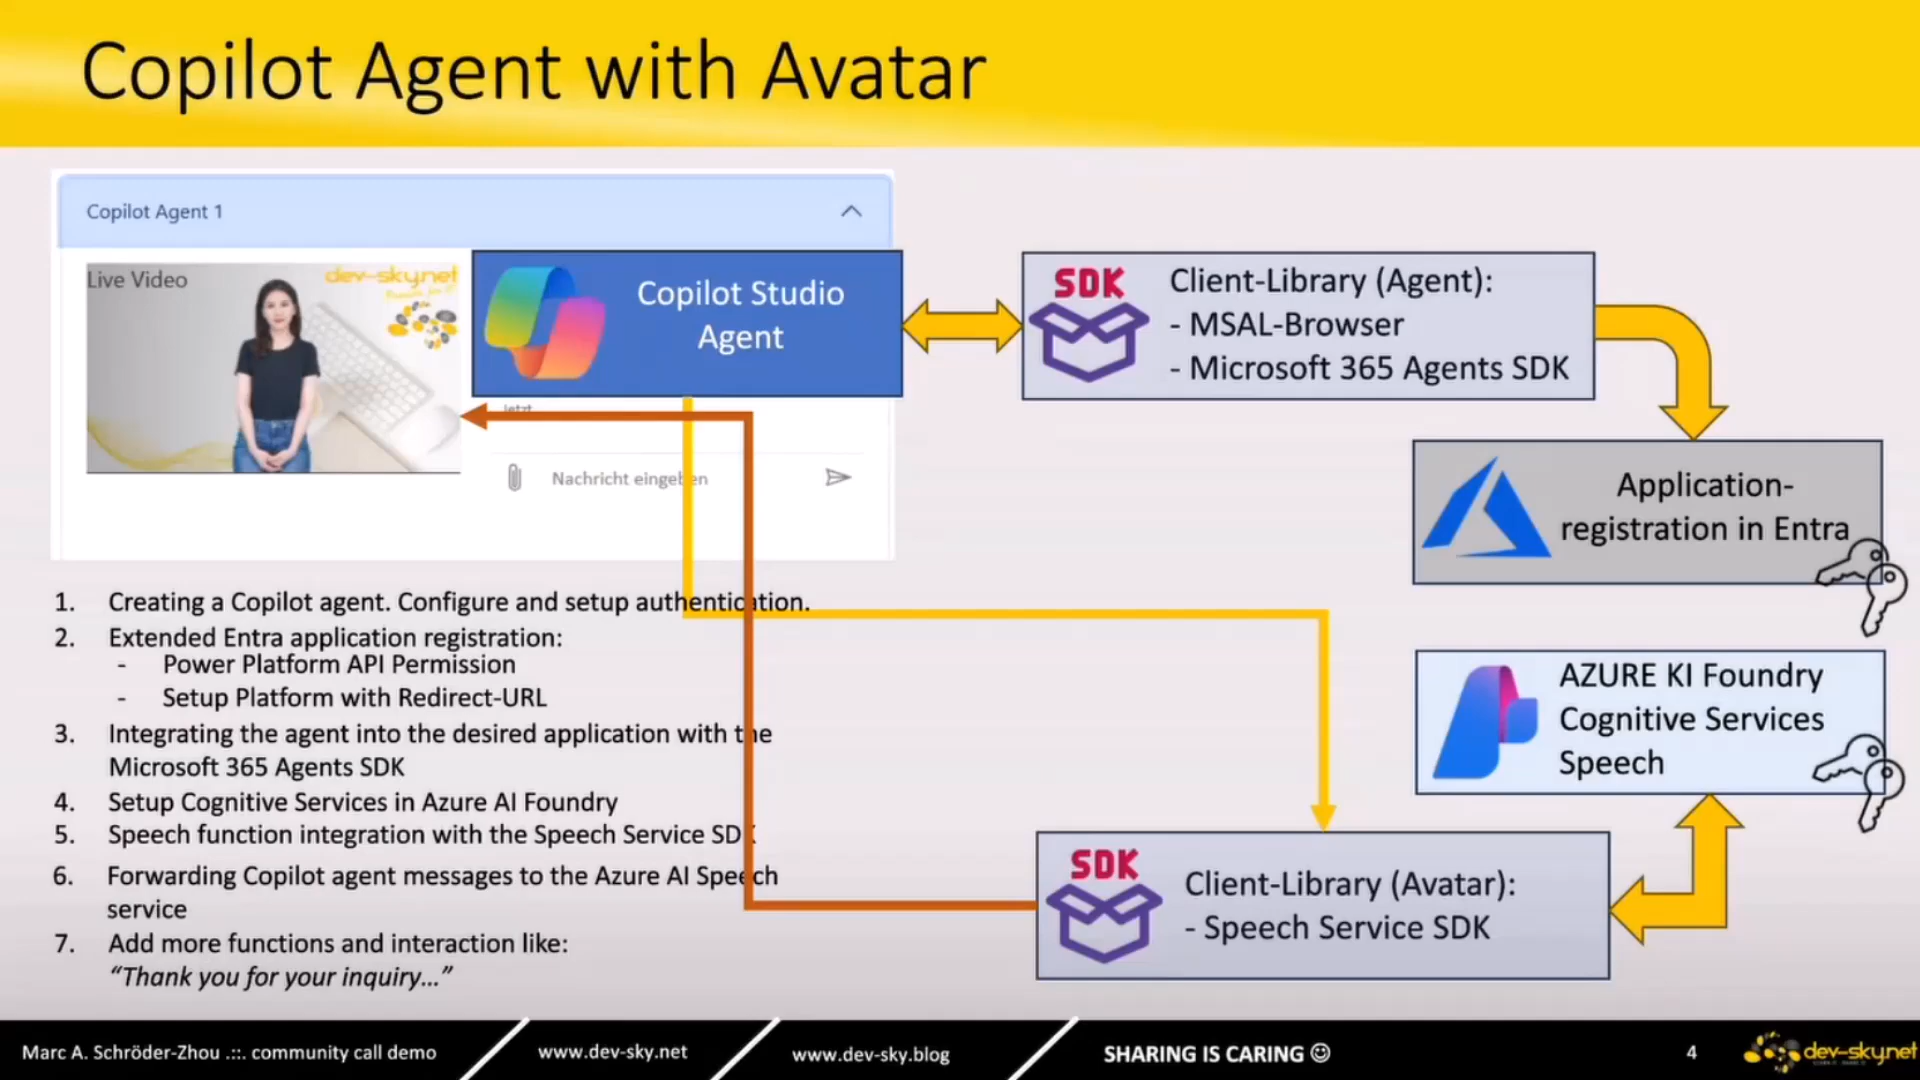 Copilot Agent with Avatar
Copilot Agent 1
Live Video
dev-sky.net
Copilot Studio
Agent
jetzt
Nachricht eingeben
SDK
Client-Library (Agent):
- MSAL-Browser
- Microsoft 365 Agents SDK
Application-
registration in Entra
AZURE KI Foundry
Cognitive Services
Speech
SDK
Client-Library (Avatar):
- Speech Service SDK
1. Creating a Copilot agent. Configure and setup authentication.
2. Extended Entra application registration:
- Power Platform API Permission
- Setup Platform with Redirect-URL
3. Integrating the agent into the desired application with the
Microsoft 365 Agents SDK
4. Setup Cognitive Services in Azure AI Foundry
5. Speech function integration with the Speech Service SDK
6. Forwarding Copilot agent messages to the Azure AI Speech
service
7. Add more functions and interaction like:
“Thank you for your inquiry...”
Marc A. Schröder-Zhou .::. community call demo
www.dev-sky.net
www.dev-sky.blog
SHARING IS CARING ☺
4
dev-sky.net